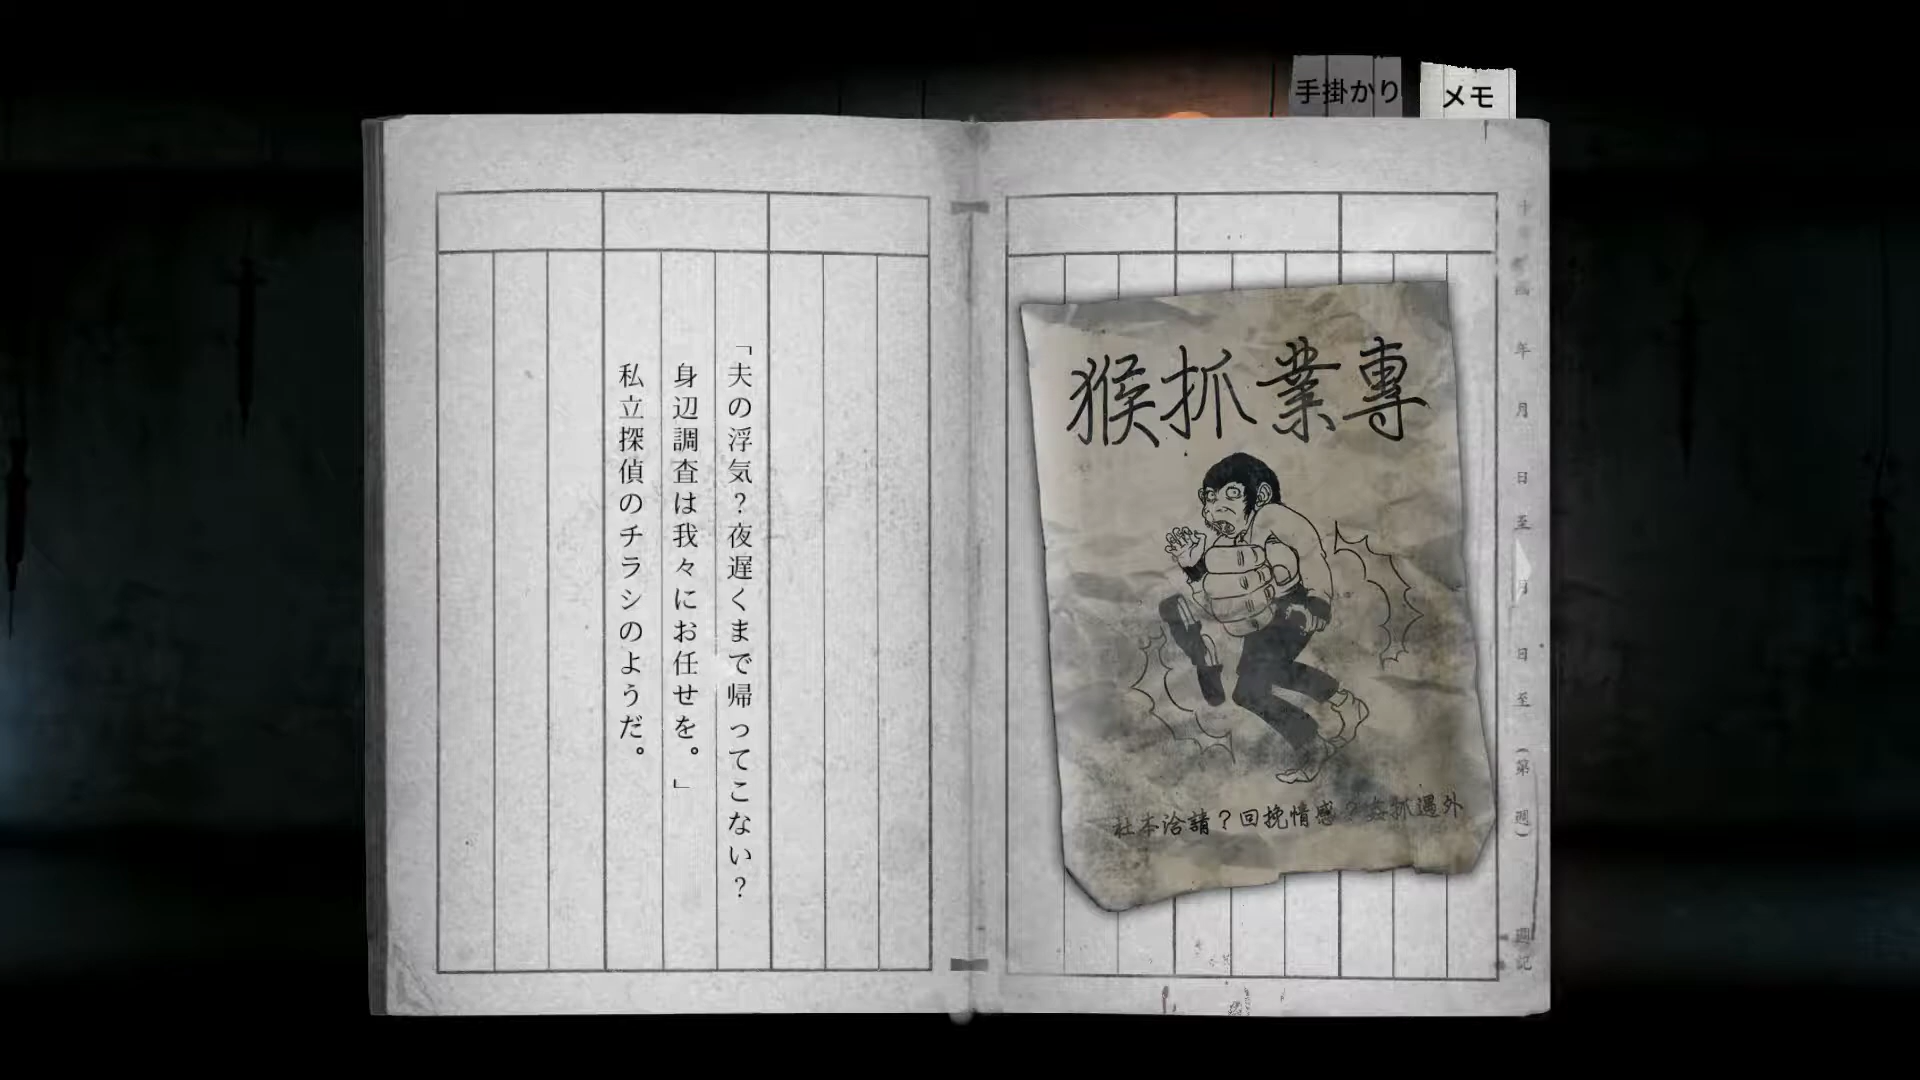 手掛かり
メモ
「夫の浮気？夜遅くまで帰ってこない？
身辺調査は我々にお任せを。」
私立探偵のチラシのようだ。
專業抓猴
外遇抓姦？感情挽回？請洽本社
年 月 日 至 月 日 至 (第 週) 週記